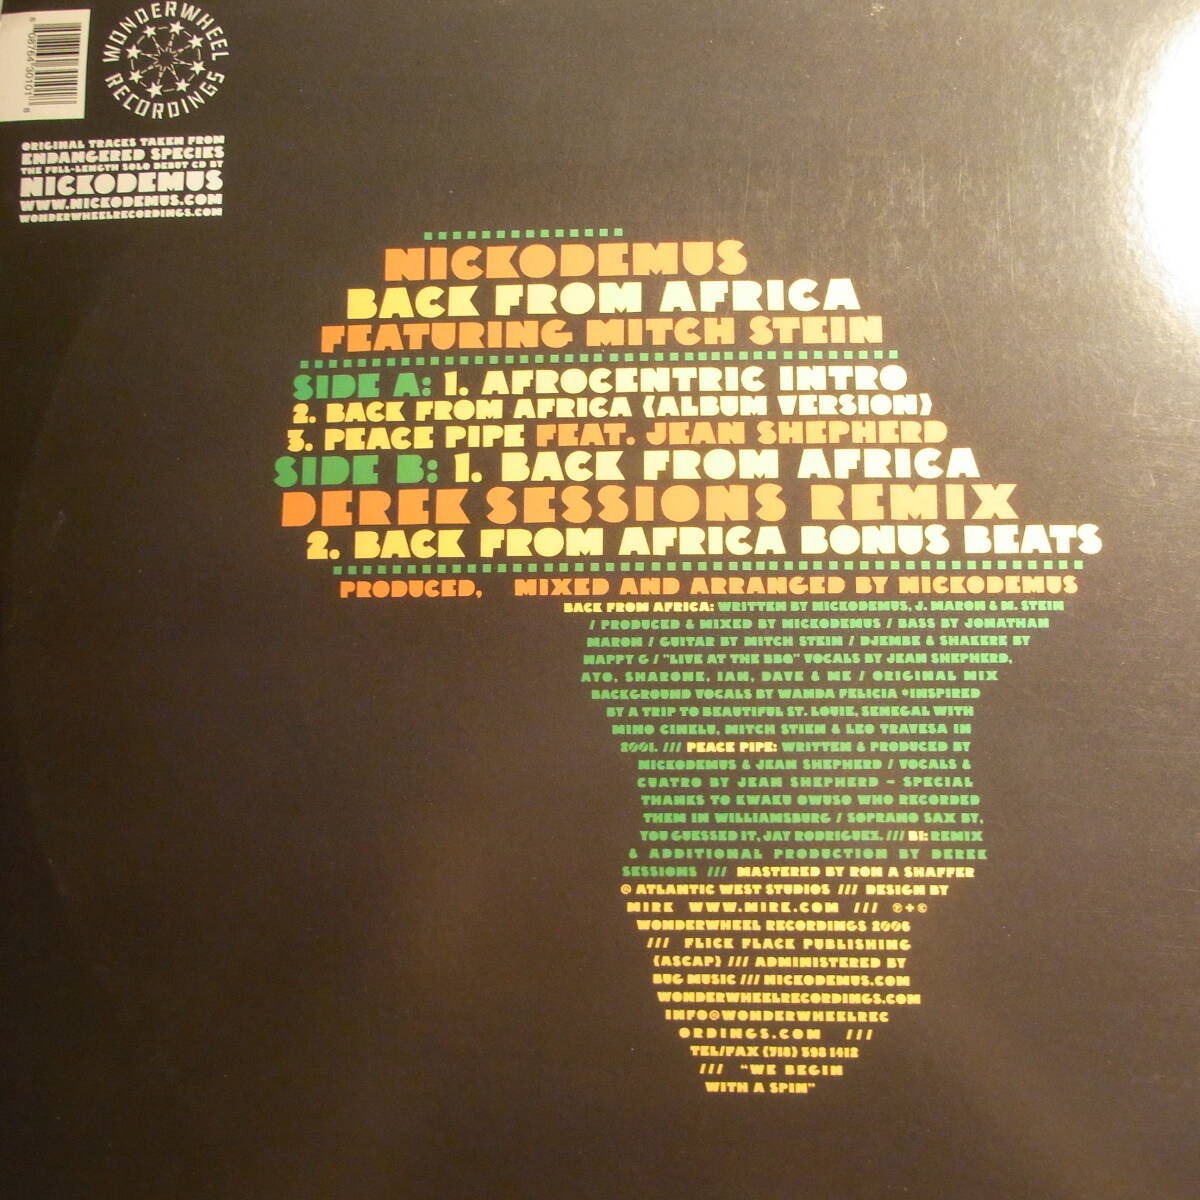 8 08764 30101 8
WONDERWHEEL RECORDINGS
ORIGINAL TRACKS TAKEN FROM
ENDANGERED SPECIES
THE FULL-LENGTH SOLO DEBUT CD BY
NICKODEMUS
WWW.NICKODEMUS.COM
WONDERWHEELRECORDINGS.COM
NICKODEMUS
BACK FROM AFRICA
FEATURING MITCH STEIN
SIDE A: 1. AFROCENTRIC INTRO
2. BACK FROM AFRICA (ALBUM VERSION)
3. PEACE PIPE FEAT. JEAN SHEPHERD
SIDE B: 1. BACK FROM AFRICA
DEREK SESSIONS REMIX
2. BACK FROM AFRICA BONUS BEATS
PRODUCED, MIXED AND ARRANGED BY NICKODEMUS
BACK FROM AFRICA: WRITTEN BY NICKODEMUS, J. MARON & M. STEIN
/ PRODUCED & MIXED BY NICKODEMUS / BASS BY JONATHAN
MARON / GUITAR BY MITCH STEIN / DJEMBE & SHAKERE BY
NAPPY G / "LIVE AT THE BBQ" VOCALS BY JEAN SHEPHERD,
AYO, SHARONE, IAN, DAVE & ME / ORIGINAL MIX
BACKGROUND VOCALS BY WANDA FELICIA *INSPIRED
BY A TRIP TO BEAUTIFUL ST. LOUIE, SENEGAL WITH
MINO CINELU, MITCH STIEN & LEO TRAVESA IN
2001. /// PEACE PIPE: WRITTEN & PRODUCED BY
NICKODEMUS & JEAN SHEPHERD / VOCALS &
CUATRO BY JEAN SHEPHERD - SPECIAL
THANKS TO KWAKU OWUSO WHO RECORDED
THEM IN WILLIAMSBURG / SOPRANO SAX BY,
YOU GUESSED IT, JAY RODRIGUEZ. /// B1: REMIX
& ADDITIONAL PRODUCTION BY DEREK
SESSIONS /// MASTERED BY RON A SHAFFER
@ ATLANTIC WEST STUDIOS /// DESIGN BY
MIRK WWW.MIRK.COM /// ℗+©
WONDERWHEEL RECORDINGS 2006
/// FLICK FLACK PUBLISHING
(ASCAP) /// ADMINISTERED BY
BUG MUSIC /// NICKODEMUS.COM
WONDERWHEELRECORDINGS.COM
INFO@WONDERWHEELREC
ORDINGS.COM ///
TEL/FAX (718) 398 1412
/// "WE BEGIN
WITH A SPIN"